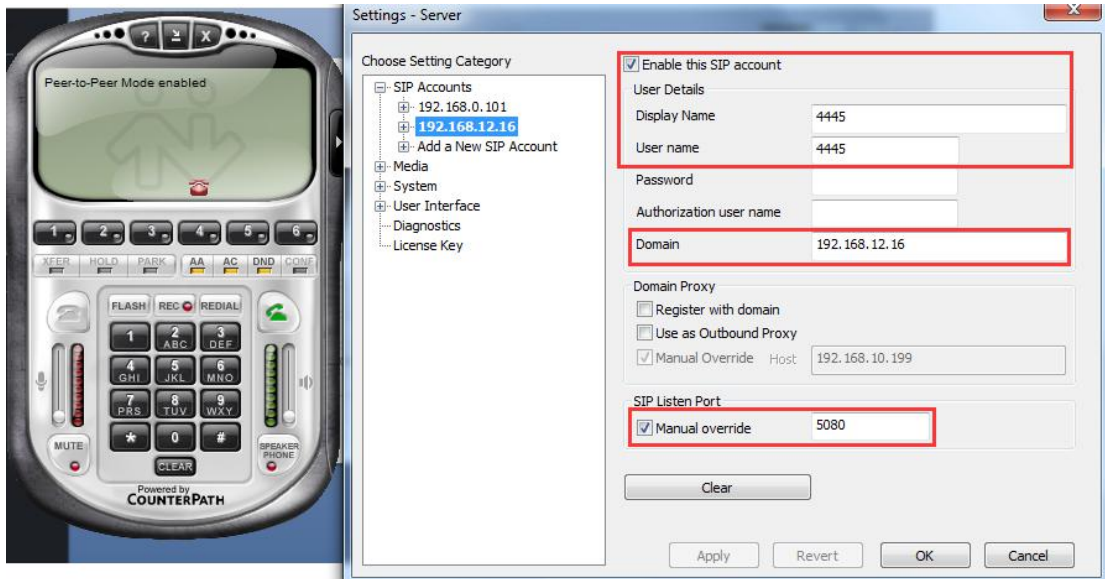 ? X
Peer-to-Peer Mode enabled
1 2 3 4 5 6
XFER HOLD PARK AA AC DND CONF
FLASH REC REDIAL
1 2 ABC 3 DEF
4 GHI 5 JKL 6 MNO
7 PRS 8 TUV 9 WXY
* 0 #
MUTE
SPEAKER PHONE
CLEAR
Powered by
COUNTERPATH
Settings - Server
Choose Setting Category
SIP Accounts
192.168.0.101
192.168.12.16
Add a New SIP Account
Media
System
User Interface
Diagnostics
License Key
Enable this SIP account
User Details
Display Name 4445
User name 4445
Password
Authorization user name
Domain 192.168.12.16
Domain Proxy
Register with domain
Use as Outbound Proxy
Manual Override Host 192.168.10.199
SIP Listen Port
Manual override 5080
Clear
Apply Revert OK Cancel